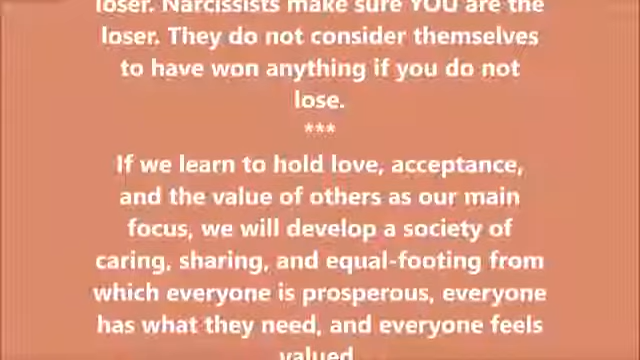 loser. Narcissists make sure YOU are the
loser. They do not consider themselves
to have won anything if you do not
lose.
***
If we learn to hold love, acceptance,
and the value of others as our main
focus, we will develop a society of
caring, sharing, and equal-footing from
which everyone is prosperous, everyone
has what they need, and everyone feels
valued